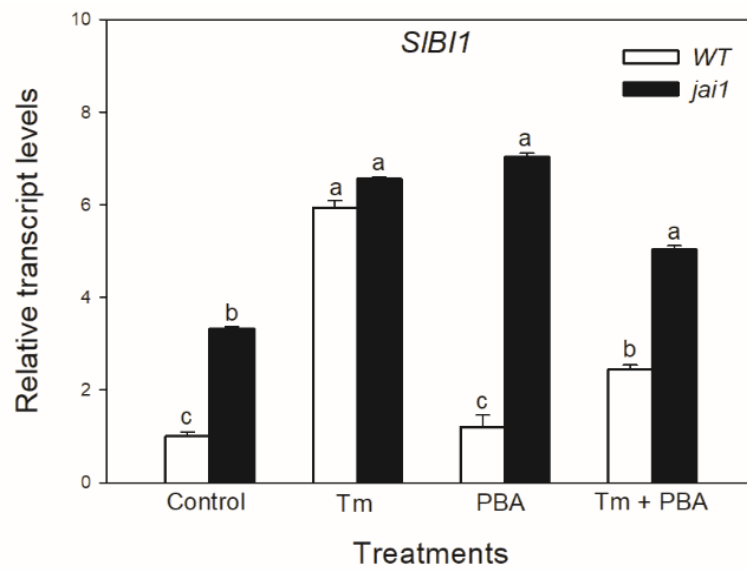 SlBI1
WT
jai1
Relative transcript levels
10
8
6
4
2
0
c
b
a
a
c
a
b
a
Control
Tm
PBA
Tm + PBA
Treatments